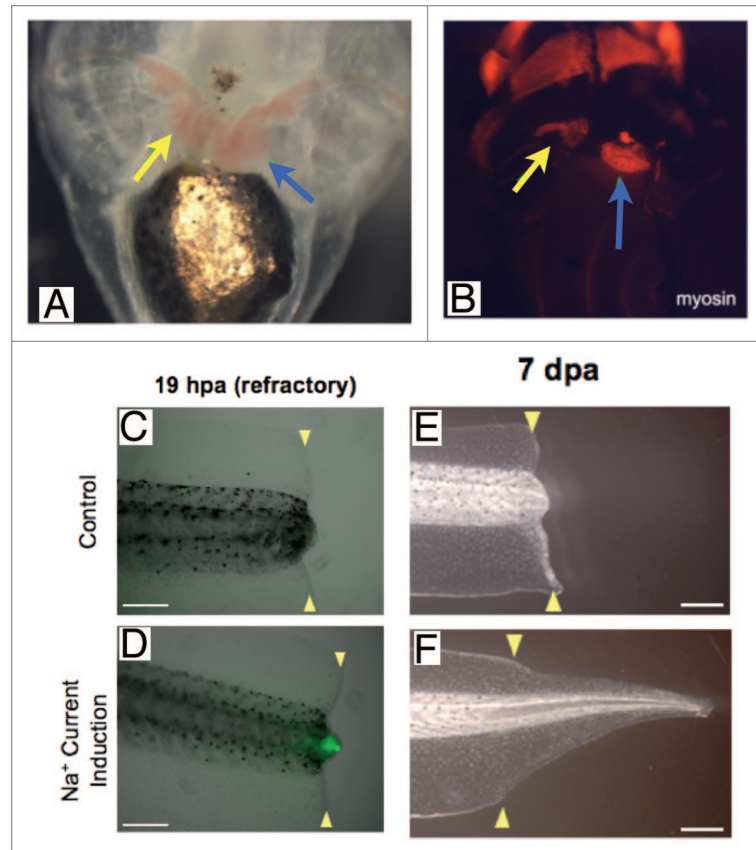 A
B
myosin
19 hpa (refractory)
7 dpa
Control
C
E
Na⁺ Current
Induction
D
F